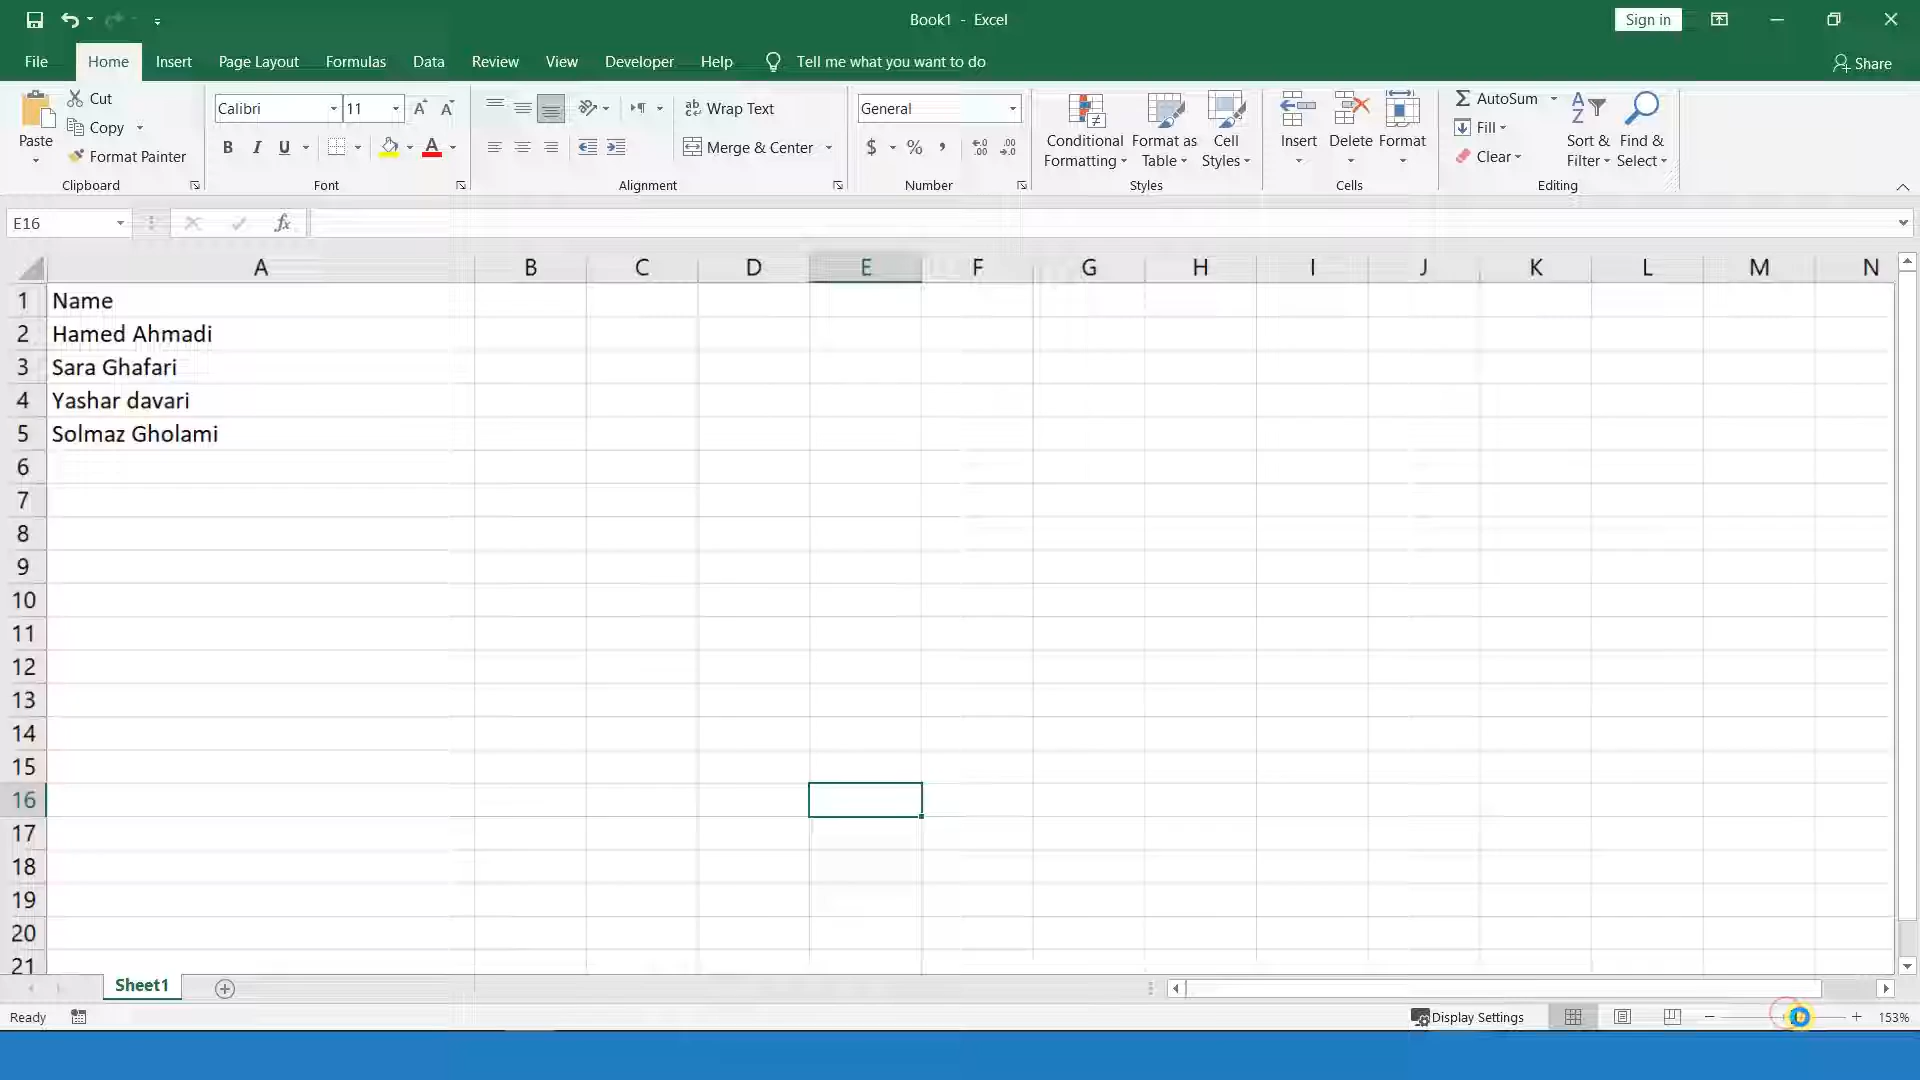 Book1 - Excel
Sign in
File Home Insert Page Layout Formulas Data Review View Developer Help Tell me what you want to do Share
Paste
Cut
Copy
Format Painter
Clipboard
Calibri 11
B I U
Font
Wrap Text
Merge & Center
Alignment
General
$ % ,
Number
Conditional Formatting
Format as Table
Cell Styles
Styles
Insert Delete Format
Cells
AutoSum
Fill
Clear
Sort & Filter
Find & Select
Editing
E16 fx
A B C D E F G H I J K L M N
1 Name
2 Hamed Ahmadi
3 Sara Ghafari
4 Yashar davari
5 Solmaz Gholami
6
7
8
9
10
11
12
13
14
15
16
17
18
19
20
21
Sheet1
Ready Display Settings 153%